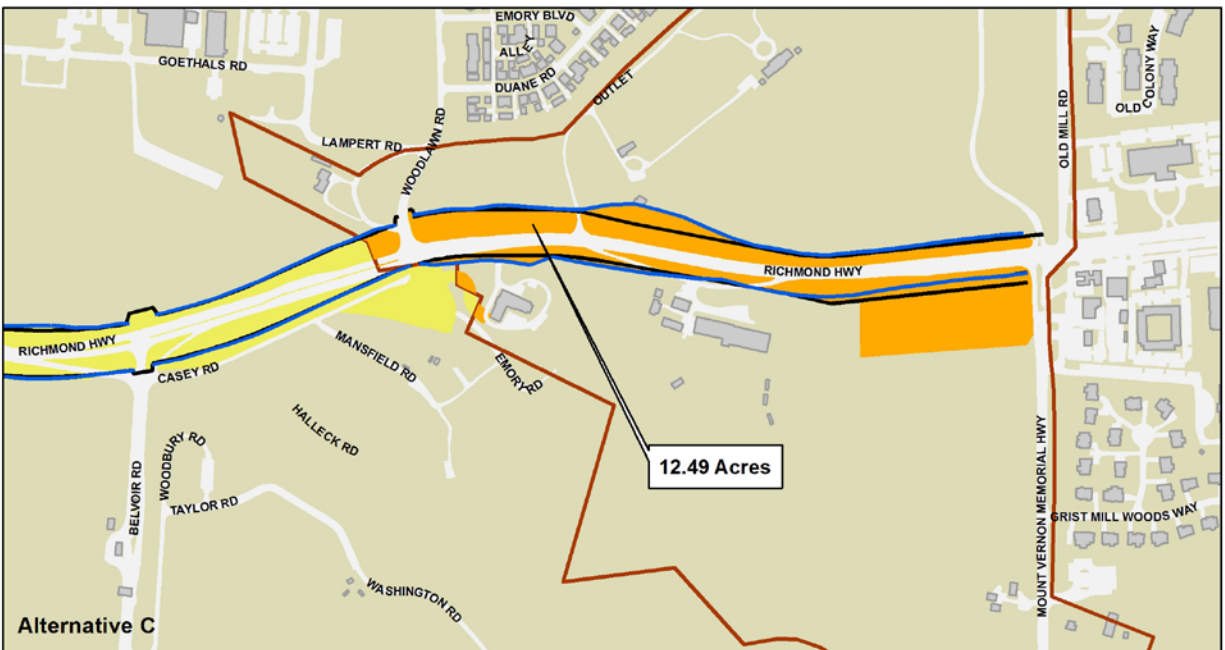 EMORY BLVD
GOETHALS RD
ALLEY
DUANE RD
OUTLET
OLD
COLONY WAY
OLD MILL RD
LAMPERT RD
WOODLAWN RD
RICHMOND HWY
RICHMOND HWY
CASEY RD
MANSFIELD RD
EMORY RD
HALLECK RD
WOODBURY RD
BELVOIR RD
TAYLOR RD
12.49 Acres
MOUNT VERNON MEMORIAL HWY
GRIST MILL WOODS WAY
WASHINGTON RD
Alternative C